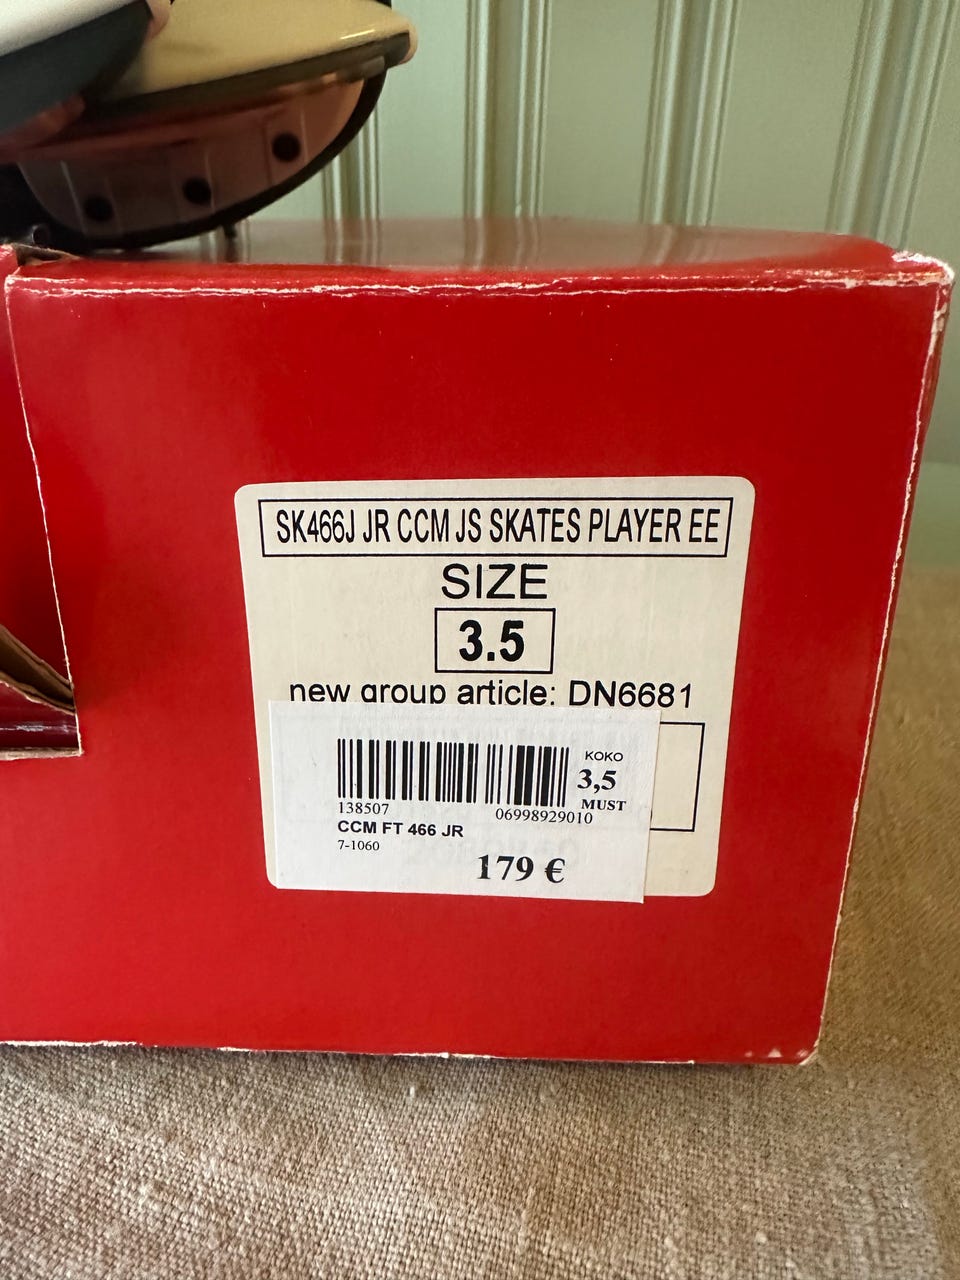 SK466J JR CCM JS SKATES PLAYER EE
SIZE
3.5
new group article: DN6681
KOKO
3,5
MUST
138507
06998929010
CCM FT 466 JR
7-1060
179 €